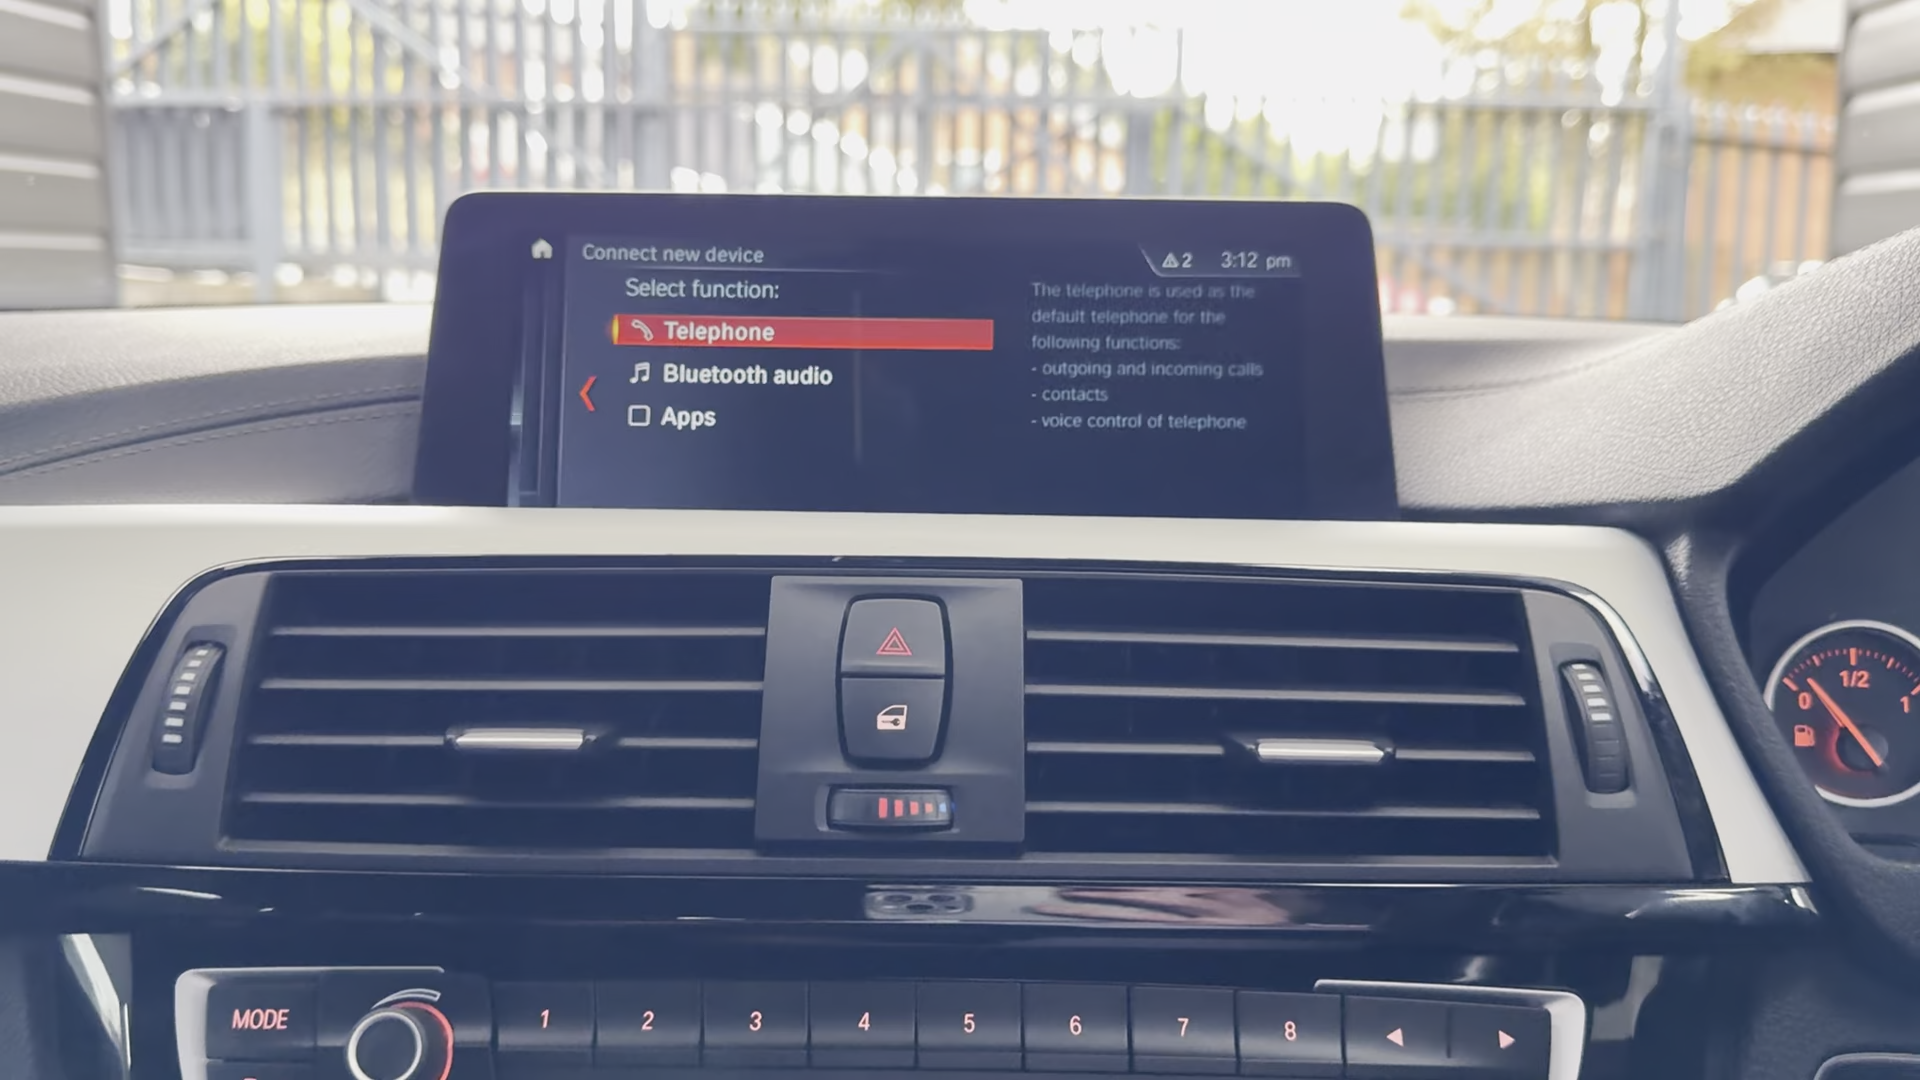 Connect new device
2 3:12 pm
Select function:
Telephone
Bluetooth audio
Apps
The telephone is used as the
default telephone for the
following functions:
- outgoing and incoming calls
- contacts
- voice control of telephone
0 1/2 1
MODE 1 2 3 4 5 6 7 8